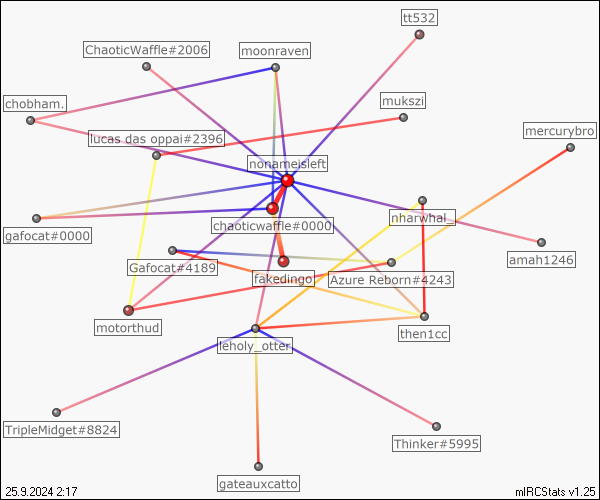 tt532
ChaoticWaffle#2006
moonraven
mukszi
chobham.
mercurybro
lucas das oppai#2396
nonameisleft
nharwhal_
chaoticwaffle#0000
gafocat#0000
amah1246
Gafocat#4189
fakedingo
Azure Reborn#4243
motorthud
then1cc
leholy_otter
TripleMidget#8824
Thinker#5995
gateauxcatto
25.9.2024 2:17
mIRCStats v1.25